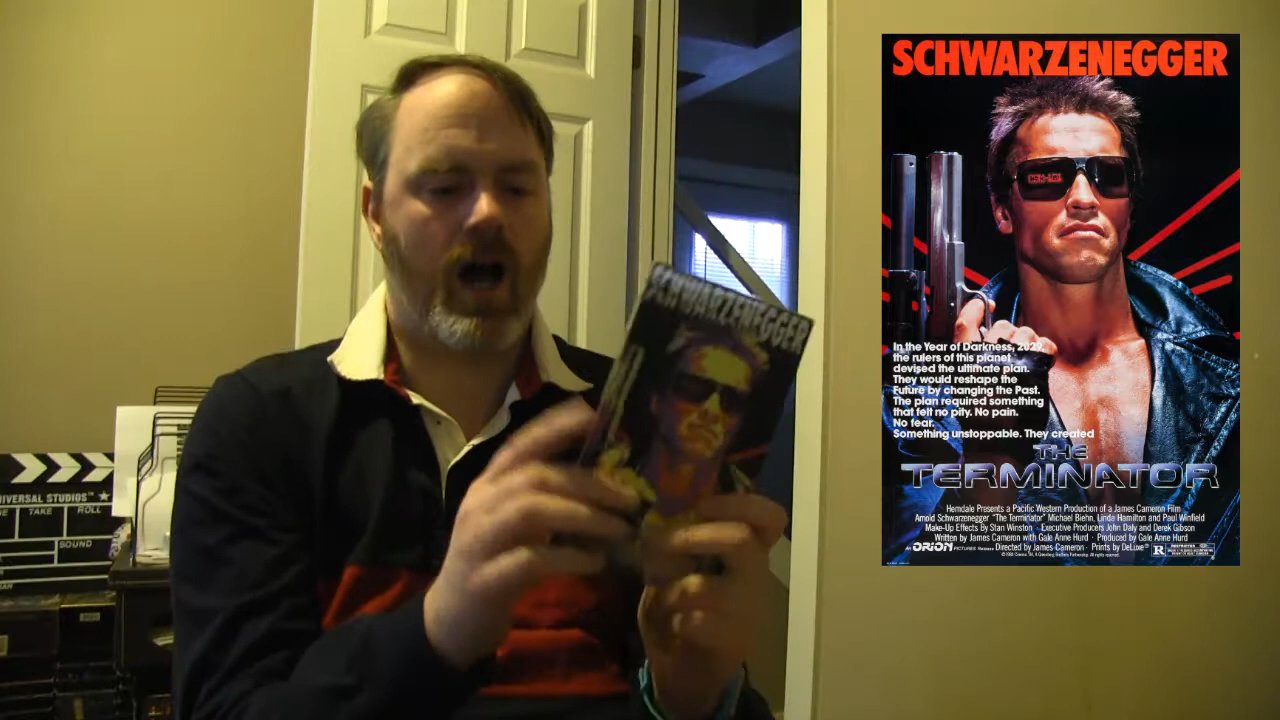 SCHWARZENEGGER
In the Year of Darkness, 2029,
the rulers of this planet
devised the ultimate plan.
They would reshape the
Future by changing the Past.
The plan required something
that felt no pity. No pain.
No fear.
Something unstoppable. They created
THE
TERMINATOR
Hemdale Presents a Pacific Western Production of a James Cameron Film
Arnold Schwarzenegger "The Terminator" Michael Biehn, Linda Hamilton and Paul Winfield
Make-Up Effects By Stan Winston · Executive Producers John Daly and Derek Gibson
Written by James Cameron with Gale Anne Hurd · Produced by Gale Anne Hurd
AN ORION PICTURES Release Directed by James Cameron · Prints by DeLuxe®
R RESTRICTED
SCHWARZENEGGER
NIVERSAL STUDIOS
TAKE ROLL
SOUND